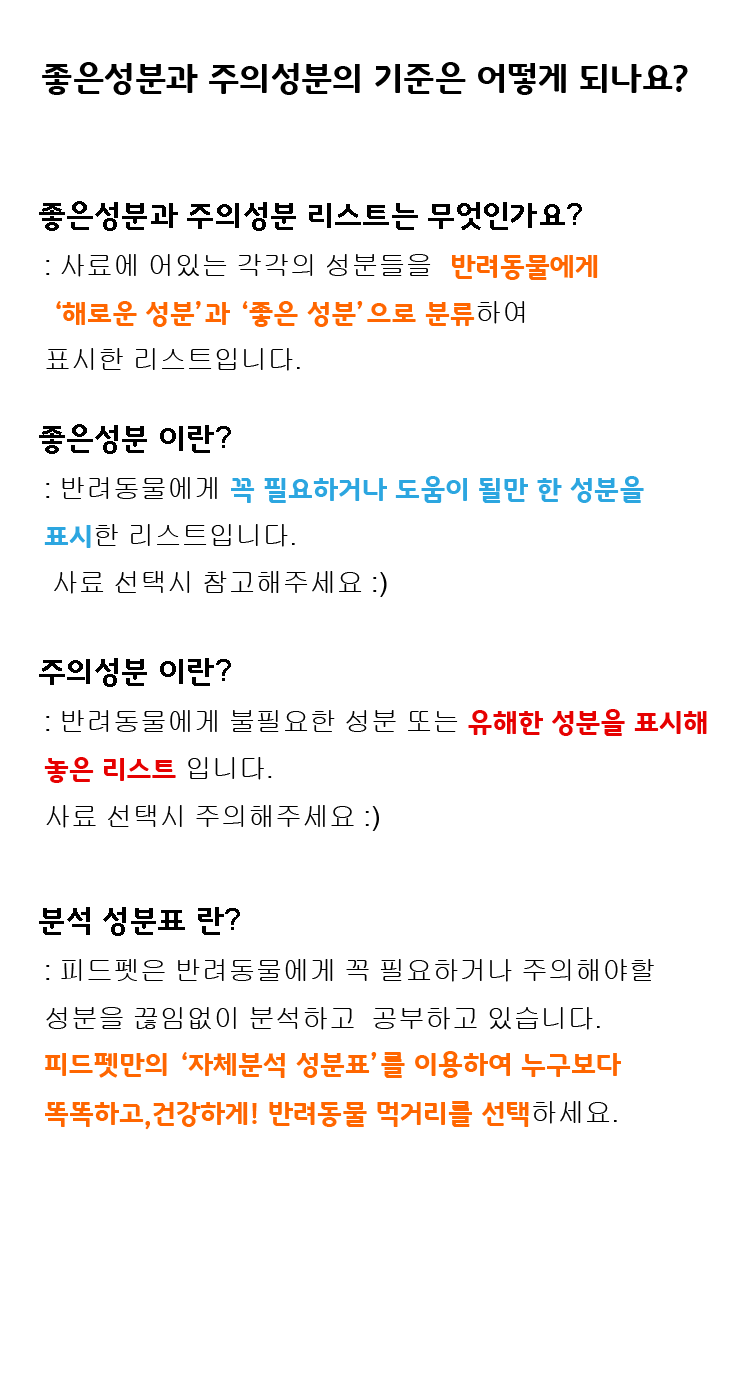 좋은성분과 주의성분의 기준은 어떻게 되나요?
좋은성분과 주의성분 리스트는 무엇인가요?
: 사료에 어있는 각각의 성분들을 반려동물에게
‘해로운 성분’과 ‘좋은 성분’으로 분류하여
표시한 리스트입니다.
좋은성분 이란?
: 반려동물에게 꼭 필요하거나 도움이 될만 한 성분을
표시한 리스트입니다.
사료 선택시 참고해주세요 :)
주의성분 이란?
: 반려동물에게 불필요한 성분 또는 유해한 성분을 표시해
놓은 리스트 입니다.
사료 선택시 주의해주세요 :)
분석 성분표 란?
: 피드펫은 반려동물에게 꼭 필요하거나 주의해야할
성분을 끊임없이 분석하고 공부하고 있습니다.
피드펫만의 ‘자체분석 성분표’를 이용하여 누구보다
똑똑하고,건강하게! 반려동물 먹거리를 선택하세요.